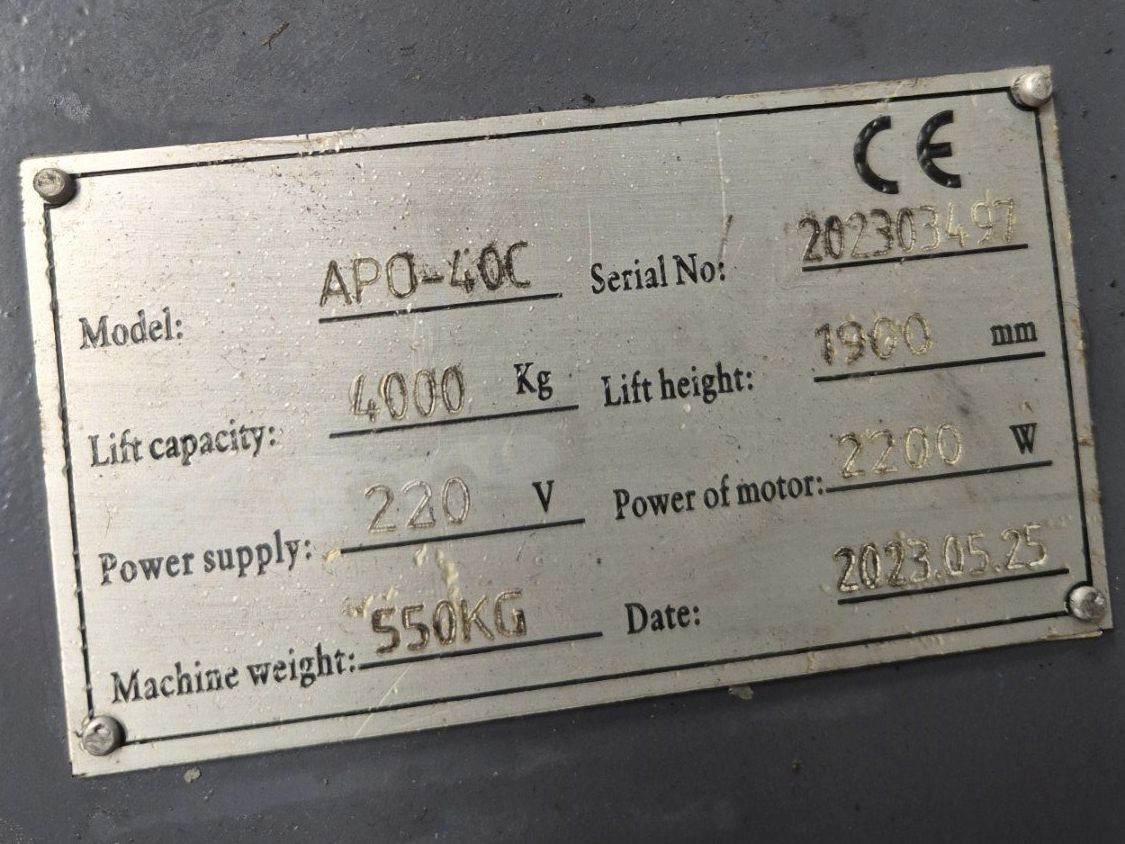 CE
Model: APO-40C Serial No: 202303497
Lift capacity: 4000 Kg Lift height: 1900 mm
Power supply: 220 V Power of motor: 2200 W
Machine weight: 550KG Date: 2023.05.25